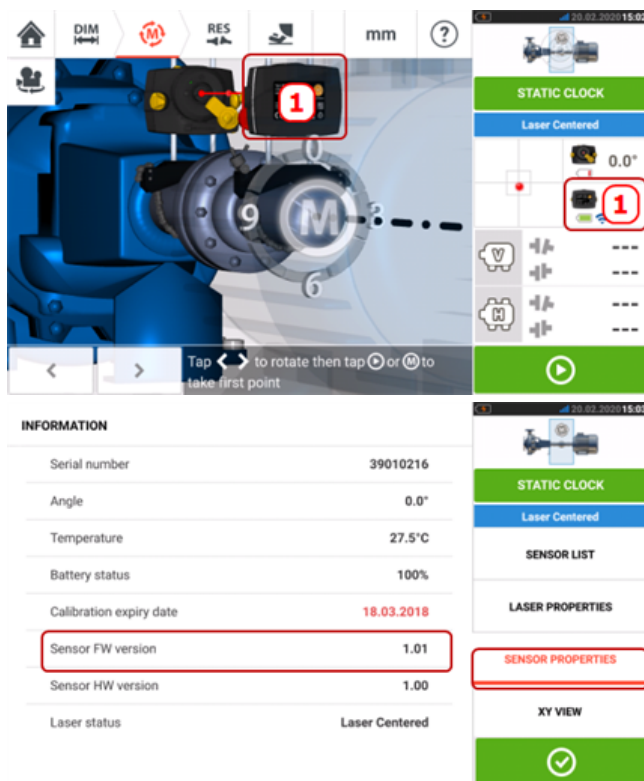 DIM
M
RES
mm
?
1
0
9
M
3
6
Tap < > to rotate then tap or M to
take first point
20.02.2020 15:02
STATIC CLOCK
Laser Centered
0.0°
1
V
---
---
H
---
---
INFORMATION
Serial number 39010216
Angle 0.0°
Temperature 27.5°C
Battery status 100%
Calibration expiry date 18.03.2018
Sensor FW version 1.01
Sensor HW version 1.00
Laser status Laser Centered
20.02.2020 15:03
STATIC CLOCK
Laser Centered
SENSOR LIST
LASER PROPERTIES
SENSOR PROPERTIES
XY VIEW